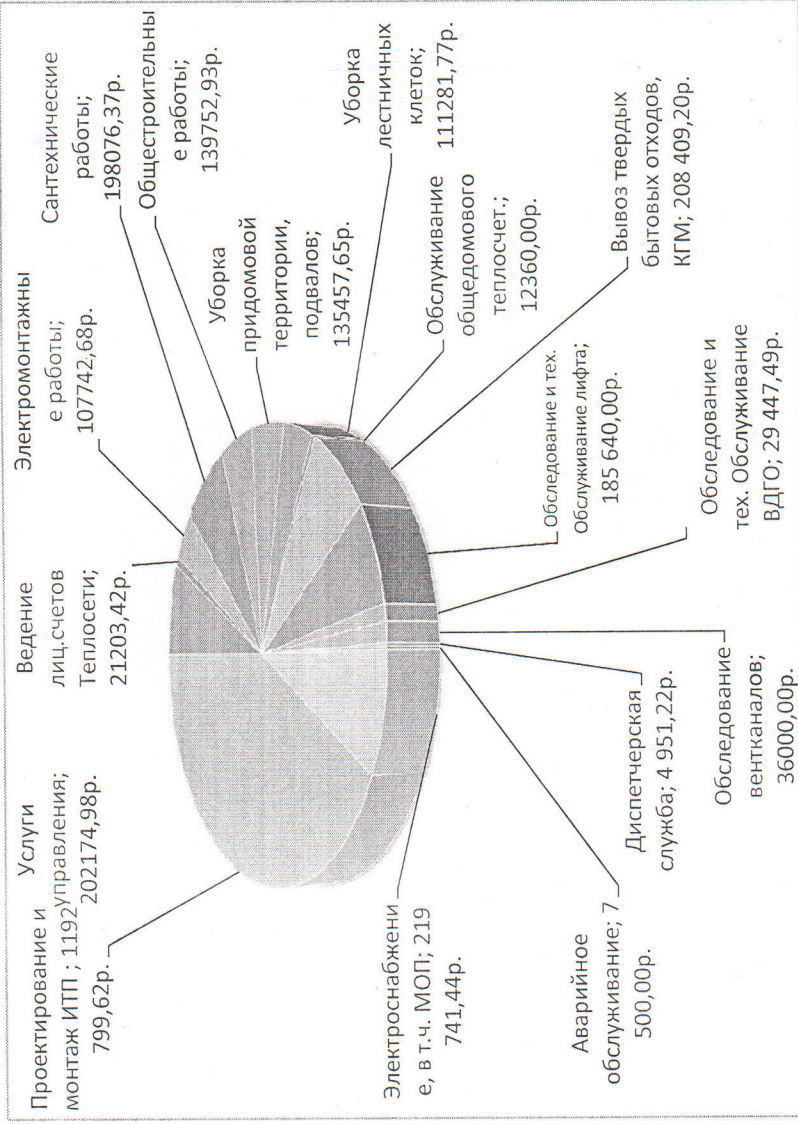 Проектирование и
монтаж ИТП ; 1192
799,62р.
Услуги
управления;
202174,98р.
Ведение
лиц.счетов
Теплосети;
21203,42р.
Электромонтажны
е работы;
107742,68р.
Сантехнические
работы;
198076,37р.
Общестроительны
е работы;
139752,93р.
Уборка
придомовой
территории,
подвалов;
135457,65р.
Уборка
лестничных
клеток;
111281,77р.
Обслуживание
общедомового
теплосчет.;
12360,00р.
Вывоз твердых
бытовых отходов,
КГМ; 208 409,20р.
Обследование и тех.
Обслуживание лифта;
185 640,00р.
Обследование и
тех. Обслуживание
ВДГО; 29 447,49р.
Обследование
вентканалов;
36000,00р.
Диспетчерская
служба; 4 951,22р.
Аварийное
обслуживание; 7
500,00р.
Электроснабжени
е, в т.ч. МОП; 219
741,44р.